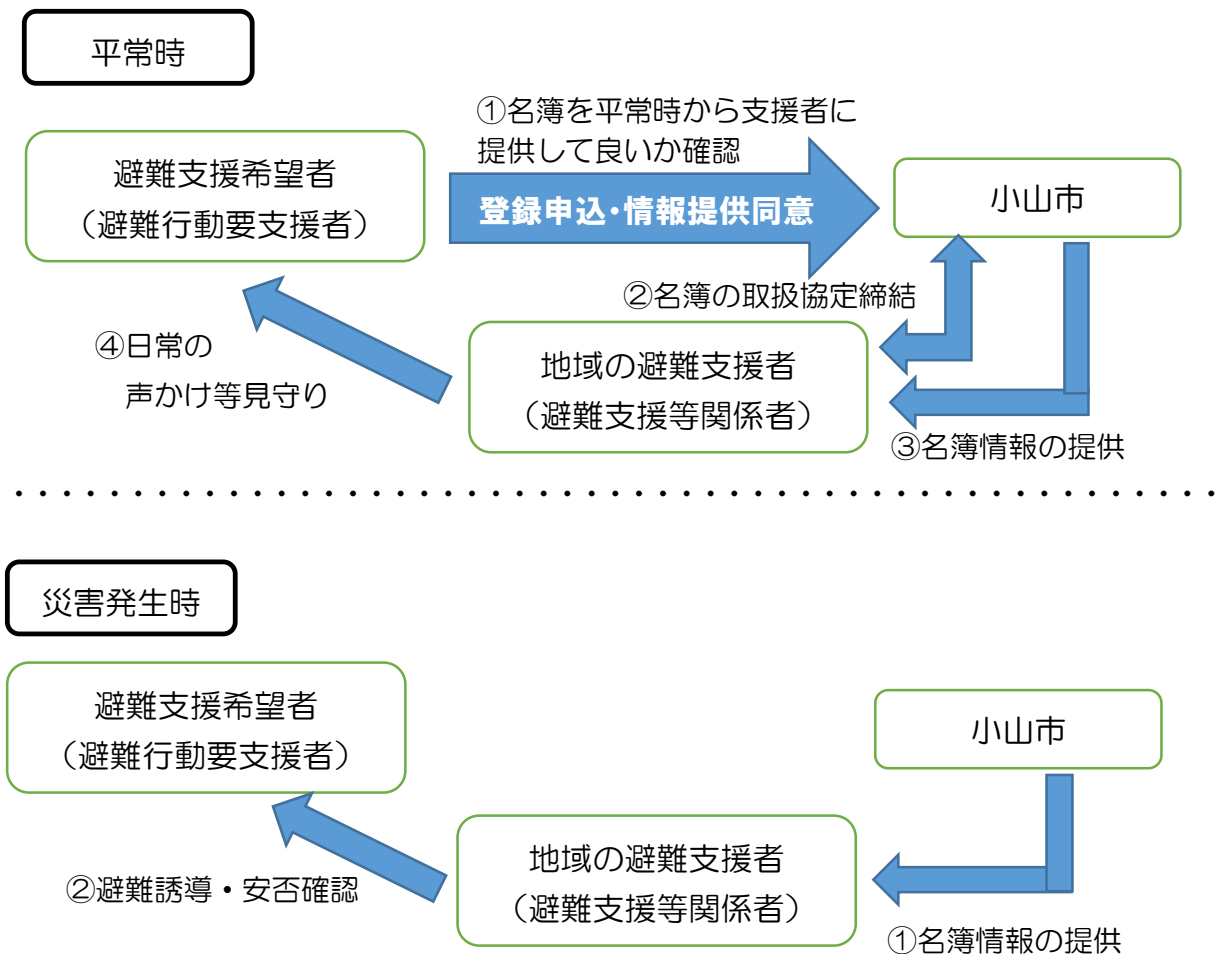 平常時
①名簿を平常時から支援者に
提供して良いか確認
避難支援希望者
（避難行動要支援者）
登録申込・情報提供同意
小山市
②名簿の取扱協定締結
④日常の
声かけ等見守り
地域の避難支援者
（避難支援等関係者）
③名簿情報の提供
災害発生時
避難支援希望者
（避難行動要支援者）
小山市
地域の避難支援者
（避難支援等関係者）
②避難誘導・安否確認
①名簿情報の提供